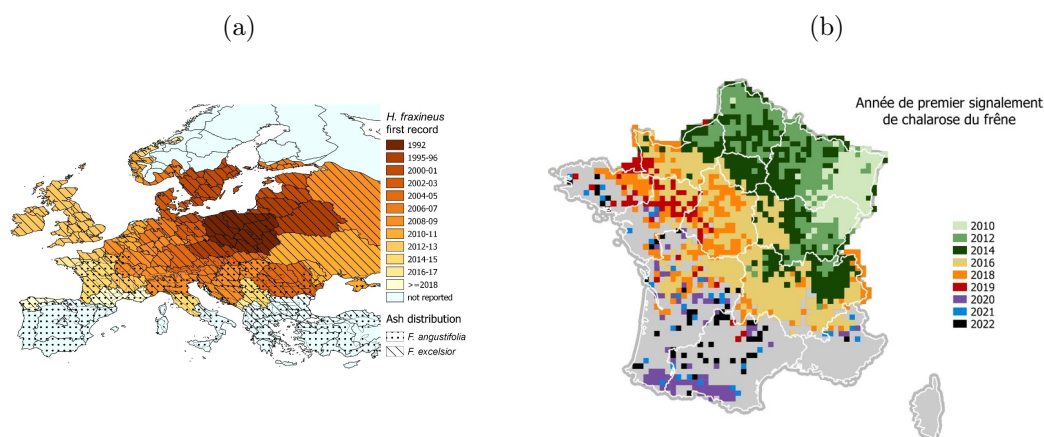 (a)
(b)
H. fraxineus
first record
1992
1995-96
2000-01
2002-03
2004-05
2006-07
2008-09
2010-11
2012-13
2014-15
2016-17
>=2018
not reported
Ash distribution
F. angustifolia
F. excelsior
Année de premier signalement
de chalarose du frêne
2010
2012
2014
2016
2018
2019
2020
2021
2022